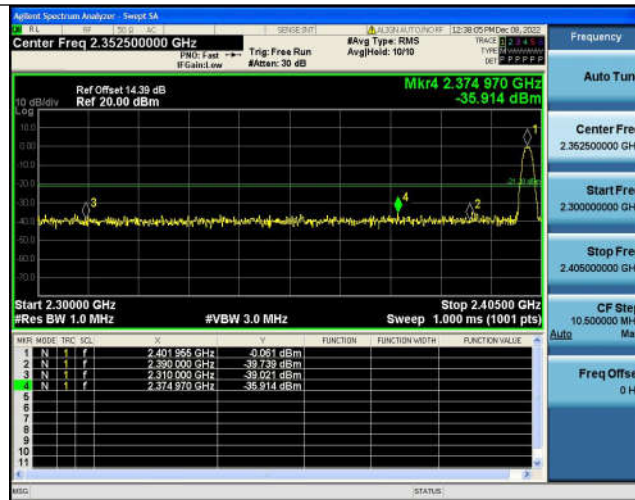 Agilent Spectrum Analyzer - Swept SA
RL RF 50 Ω AC SENSE:INT ALIGN AUTO/NO RF 12:38:05 PM Dec 08, 2022
Center Freq 2.352500000 GHz
PNO: Fast
IFGain:Low
Trig: Free Run
#Atten: 30 dB
#Avg Type: RMS
Avg|Hold: 10/10
TRACE 1 2 3 4 5 6
TYPE
DET P P P P P P
Ref Offset 14.39 dB
Ref 20.00 dBm
Mkr4 2.374 970 GHz
-35.914 dBm
10 dB/div
Log
10.0
0.00
-10.0
-20.0
-30.0
-40.0
-50.0
-60.0
-70.0
1
2
3
4
Start 2.30000 GHz
Stop 2.40500 GHz
#Res BW 1.0 MHz
#VBW 3.0 MHz
Sweep 1.000 ms (1001 pts)
MKR MODE TRC SCL X Y FUNCTION FUNCTION WIDTH FUNCTION VALUE
1 N 1 f 2.401 955 GHz -0.061 dBm
2 N 1 f 2.390 000 GHz -39.739 dBm
3 N 1 f 2.310 000 GHz -39.021 dBm
4 N 1 f 2.374 970 GHz -35.914 dBm
5
6
7
8
9
10
11
MSG
STATUS
Frequency
Auto Tun
Center Fre
2.352500000 GH
Start Fre
2.300000000 GH
Stop Fre
2.405000000 GH
CF Ste
10.500000 MH
Auto Ma
Freq Offse
0 H